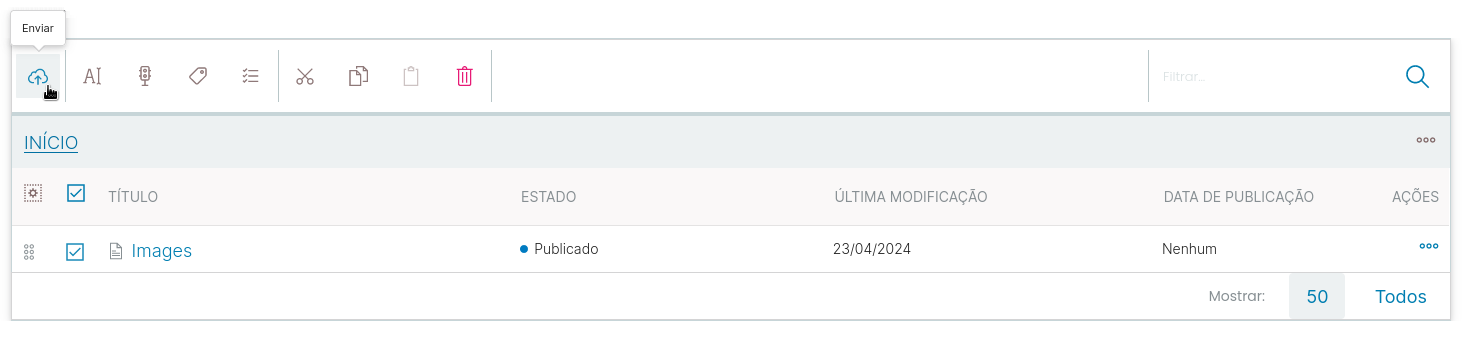 Enviar
AI Filtrar...
INÍCIO
TÍTULO ESTADO ÚLTIMA MODIFICAÇÃO DATA DE PUBLICAÇÃO AÇÕES
Images Publicado 23/04/2024 Nenhum
Mostrar: 50 Todos